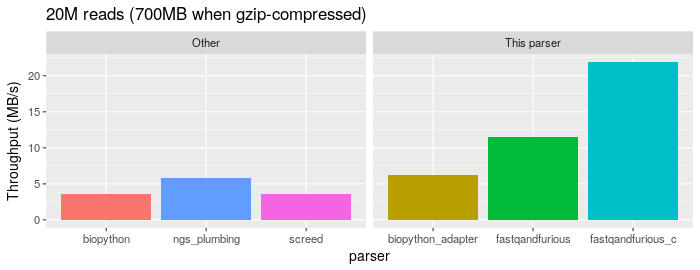 20M reads (700MB when gzip-compressed)
Other
This parser
Throughput (MB/s)
20
15
10
5
0
biopython
ngs_plumbing
screed
biopython_adapter
fastqandfurious
fastqandfurious_c
parser